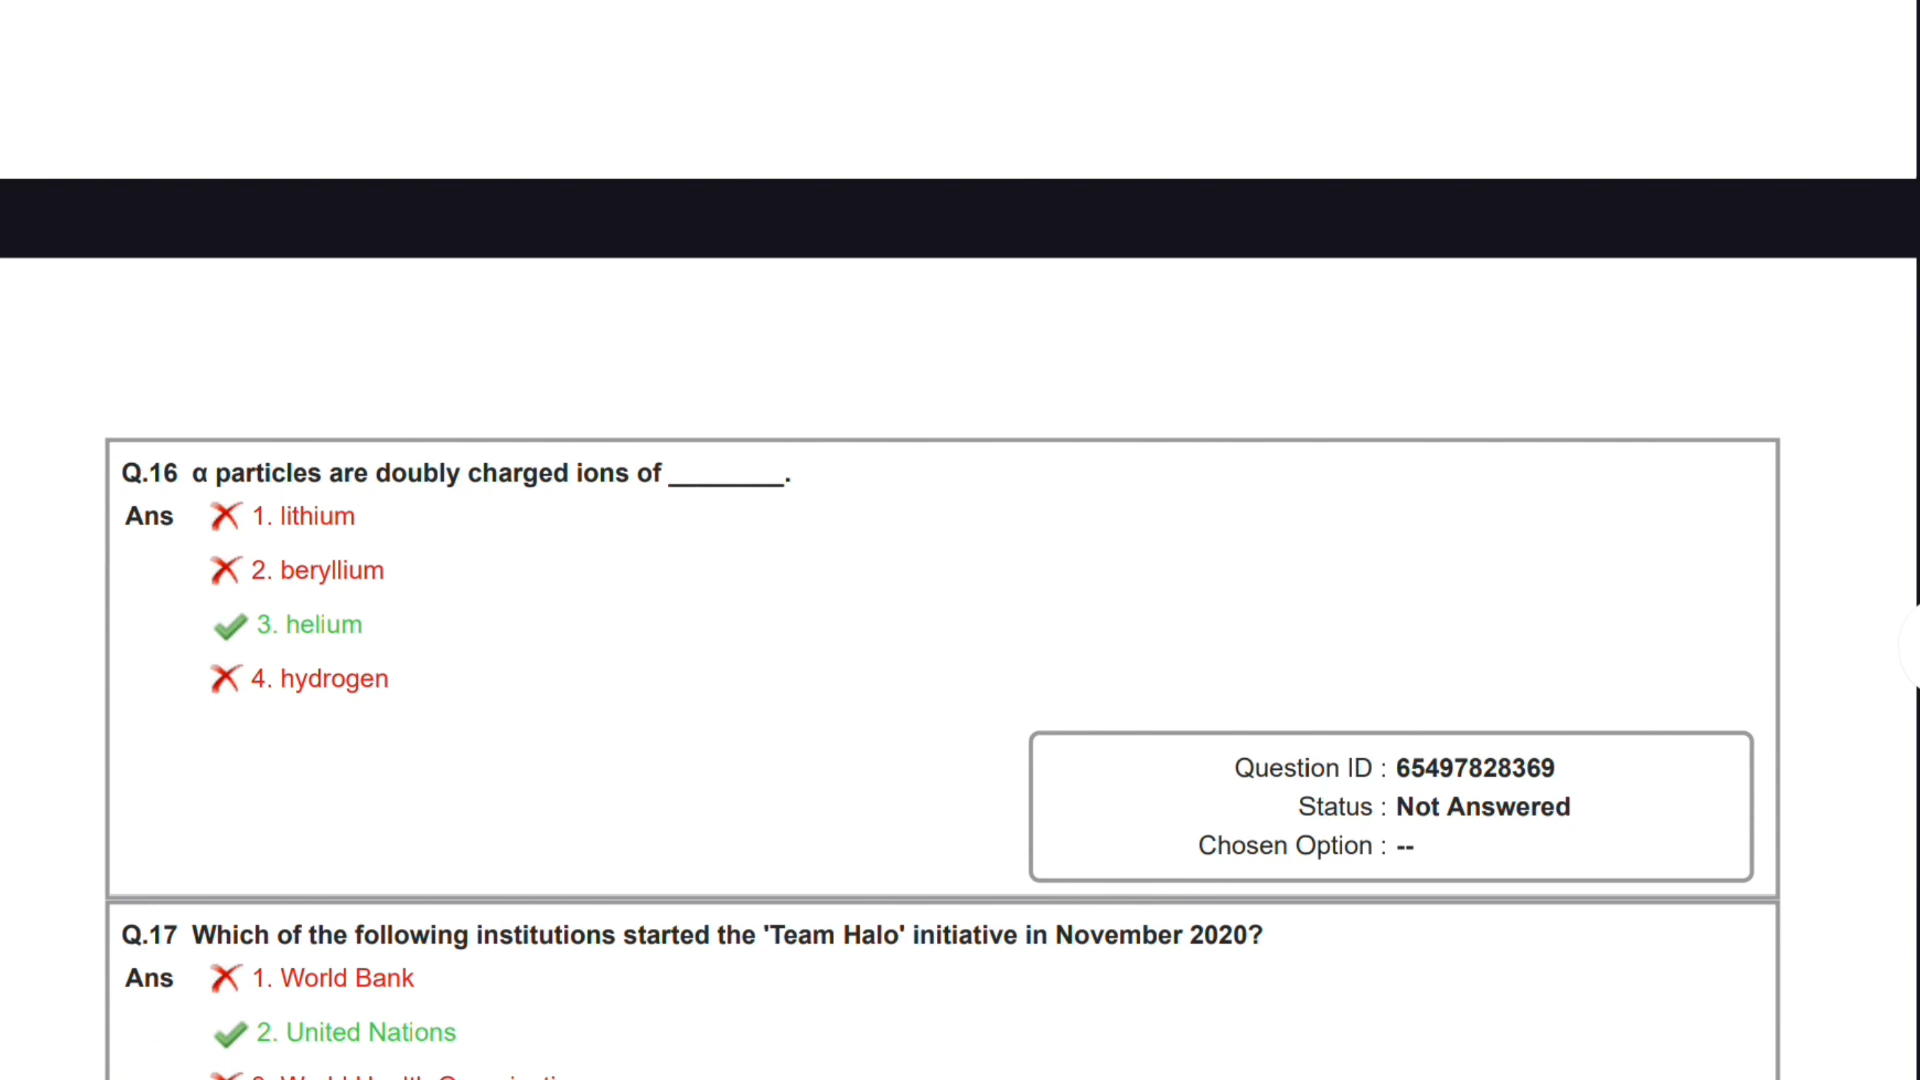 Q.16 α particles are doubly charged ions of ________.
Ans 1. lithium
2. beryllium
3. helium
4. hydrogen
Question ID : 65497828369
Status : Not Answered
Chosen Option : --
Q.17 Which of the following institutions started the 'Team Halo' initiative in November 2020?
Ans 1. World Bank
2. United Nations